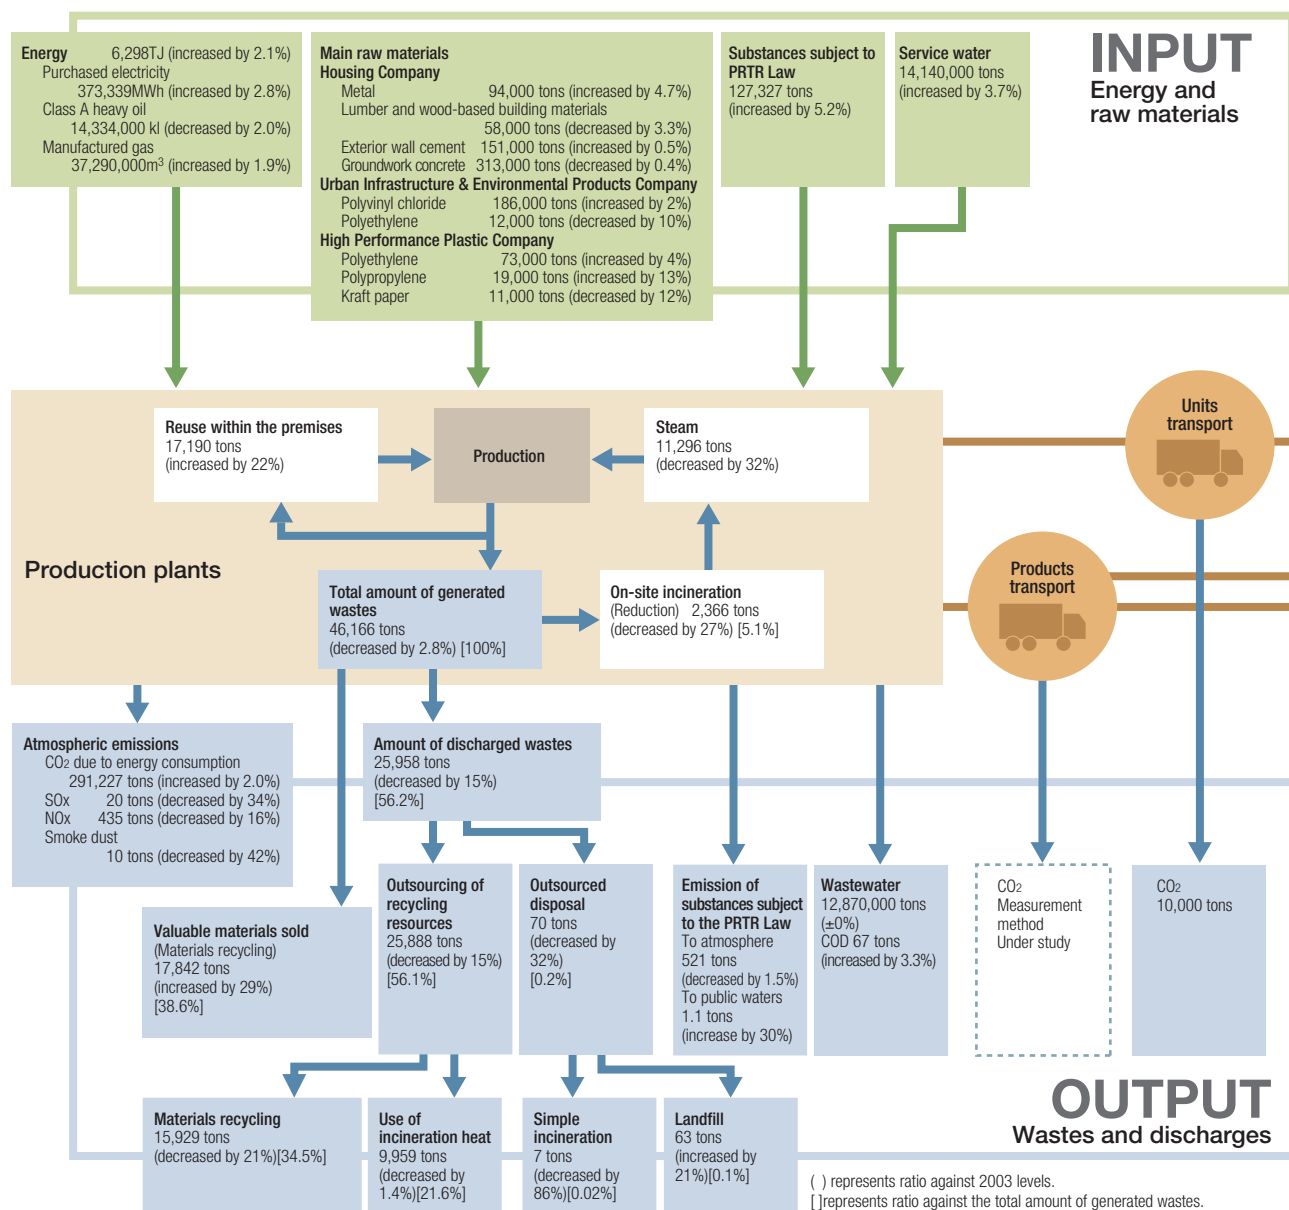 INPUT
Energy and
raw materials
Energy 6,298TJ (increased by 2.1%)
Purchased electricity
373,339MWh (increased by 2.8%)
Class A heavy oil
14,334,000 kl (decreased by 2.0%)
Manufactured gas
37,290,000m³ (increased by 1.9%)
Main raw materials
Housing Company
Metal 94,000 tons (increased by 4.7%)
Lumber and wood-based building materials
58,000 tons (decreased by 3.3%)
Exterior wall cement 151,000 tons (increased by 0.5%)
Groundwork concrete 313,000 tons (decreased by 0.4%)
Urban Infrastructure & Environmental Products Company
Polyvinyl chloride 186,000 tons (increased by 2%)
Polyethylene 12,000 tons (decreased by 10%)
High Performance Plastic Company
Polyethylene 73,000 tons (increased by 4%)
Polypropylene 19,000 tons (increased by 13%)
Kraft paper 11,000 tons (decreased by 12%)
Substances subject to
PRTR Law
127,327 tons
(increased by 5.2%)
Service water
14,140,000 tons
(increased by 3.7%)
Production plants
Reuse within the premises
17,190 tons
(increased by 22%)
Production
Steam
11,296 tons
(decreased by 32%)
Total amount of generated
wastes
46,166 tons
(decreased by 2.8%) [100%]
On-site incineration
(Reduction) 2,366 tons
(decreased by 27%) [5.1%]
Units
transport
Products
transport
Atmospheric emissions
CO2 due to energy consumption
291,227 tons (increased by 2.0%)
SOx 20 tons (decreased by 34%)
NOx 435 tons (decreased by 16%)
Smoke dust
10 tons (decreased by 42%)
Amount of discharged wastes
25,958 tons
(decreased by 15%)
[56.2%]
Valuable materials sold
(Materials recycling)
17,842 tons
(increased by 29%)
[38.6%]
Outsourcing of
recycling
resources
25,888 tons
(decreased by 15%)
[56.1%]
Outsourced
disposal
70 tons
(decreased by
32%)
[0.2%]
Emission of
substances subject
to the PRTR Law
To atmosphere
521 tons
(decreased by 1.5%)
To public waters
1.1 tons
(increase by 30%)
Wastewater
12,870,000 tons
(±0%)
COD 67 tons
(increased by 3.3%)
CO2
Measurement
method
Under study
CO2
10,000 tons
Materials recycling
15,929 tons
(decreased by 21%)[34.5%]
Use of
incineration heat
9,959 tons
(decreased by
1.4%)[21.6%]
Simple
incineration
7 tons
(decreased by
86%)[0.02%]
Landfill
63 tons
(increased by
21%)[0.1%]
OUTPUT
Wastes and discharges
( ) represents ratio against 2003 levels.
[ ]represents ratio against the total amount of generated wastes.